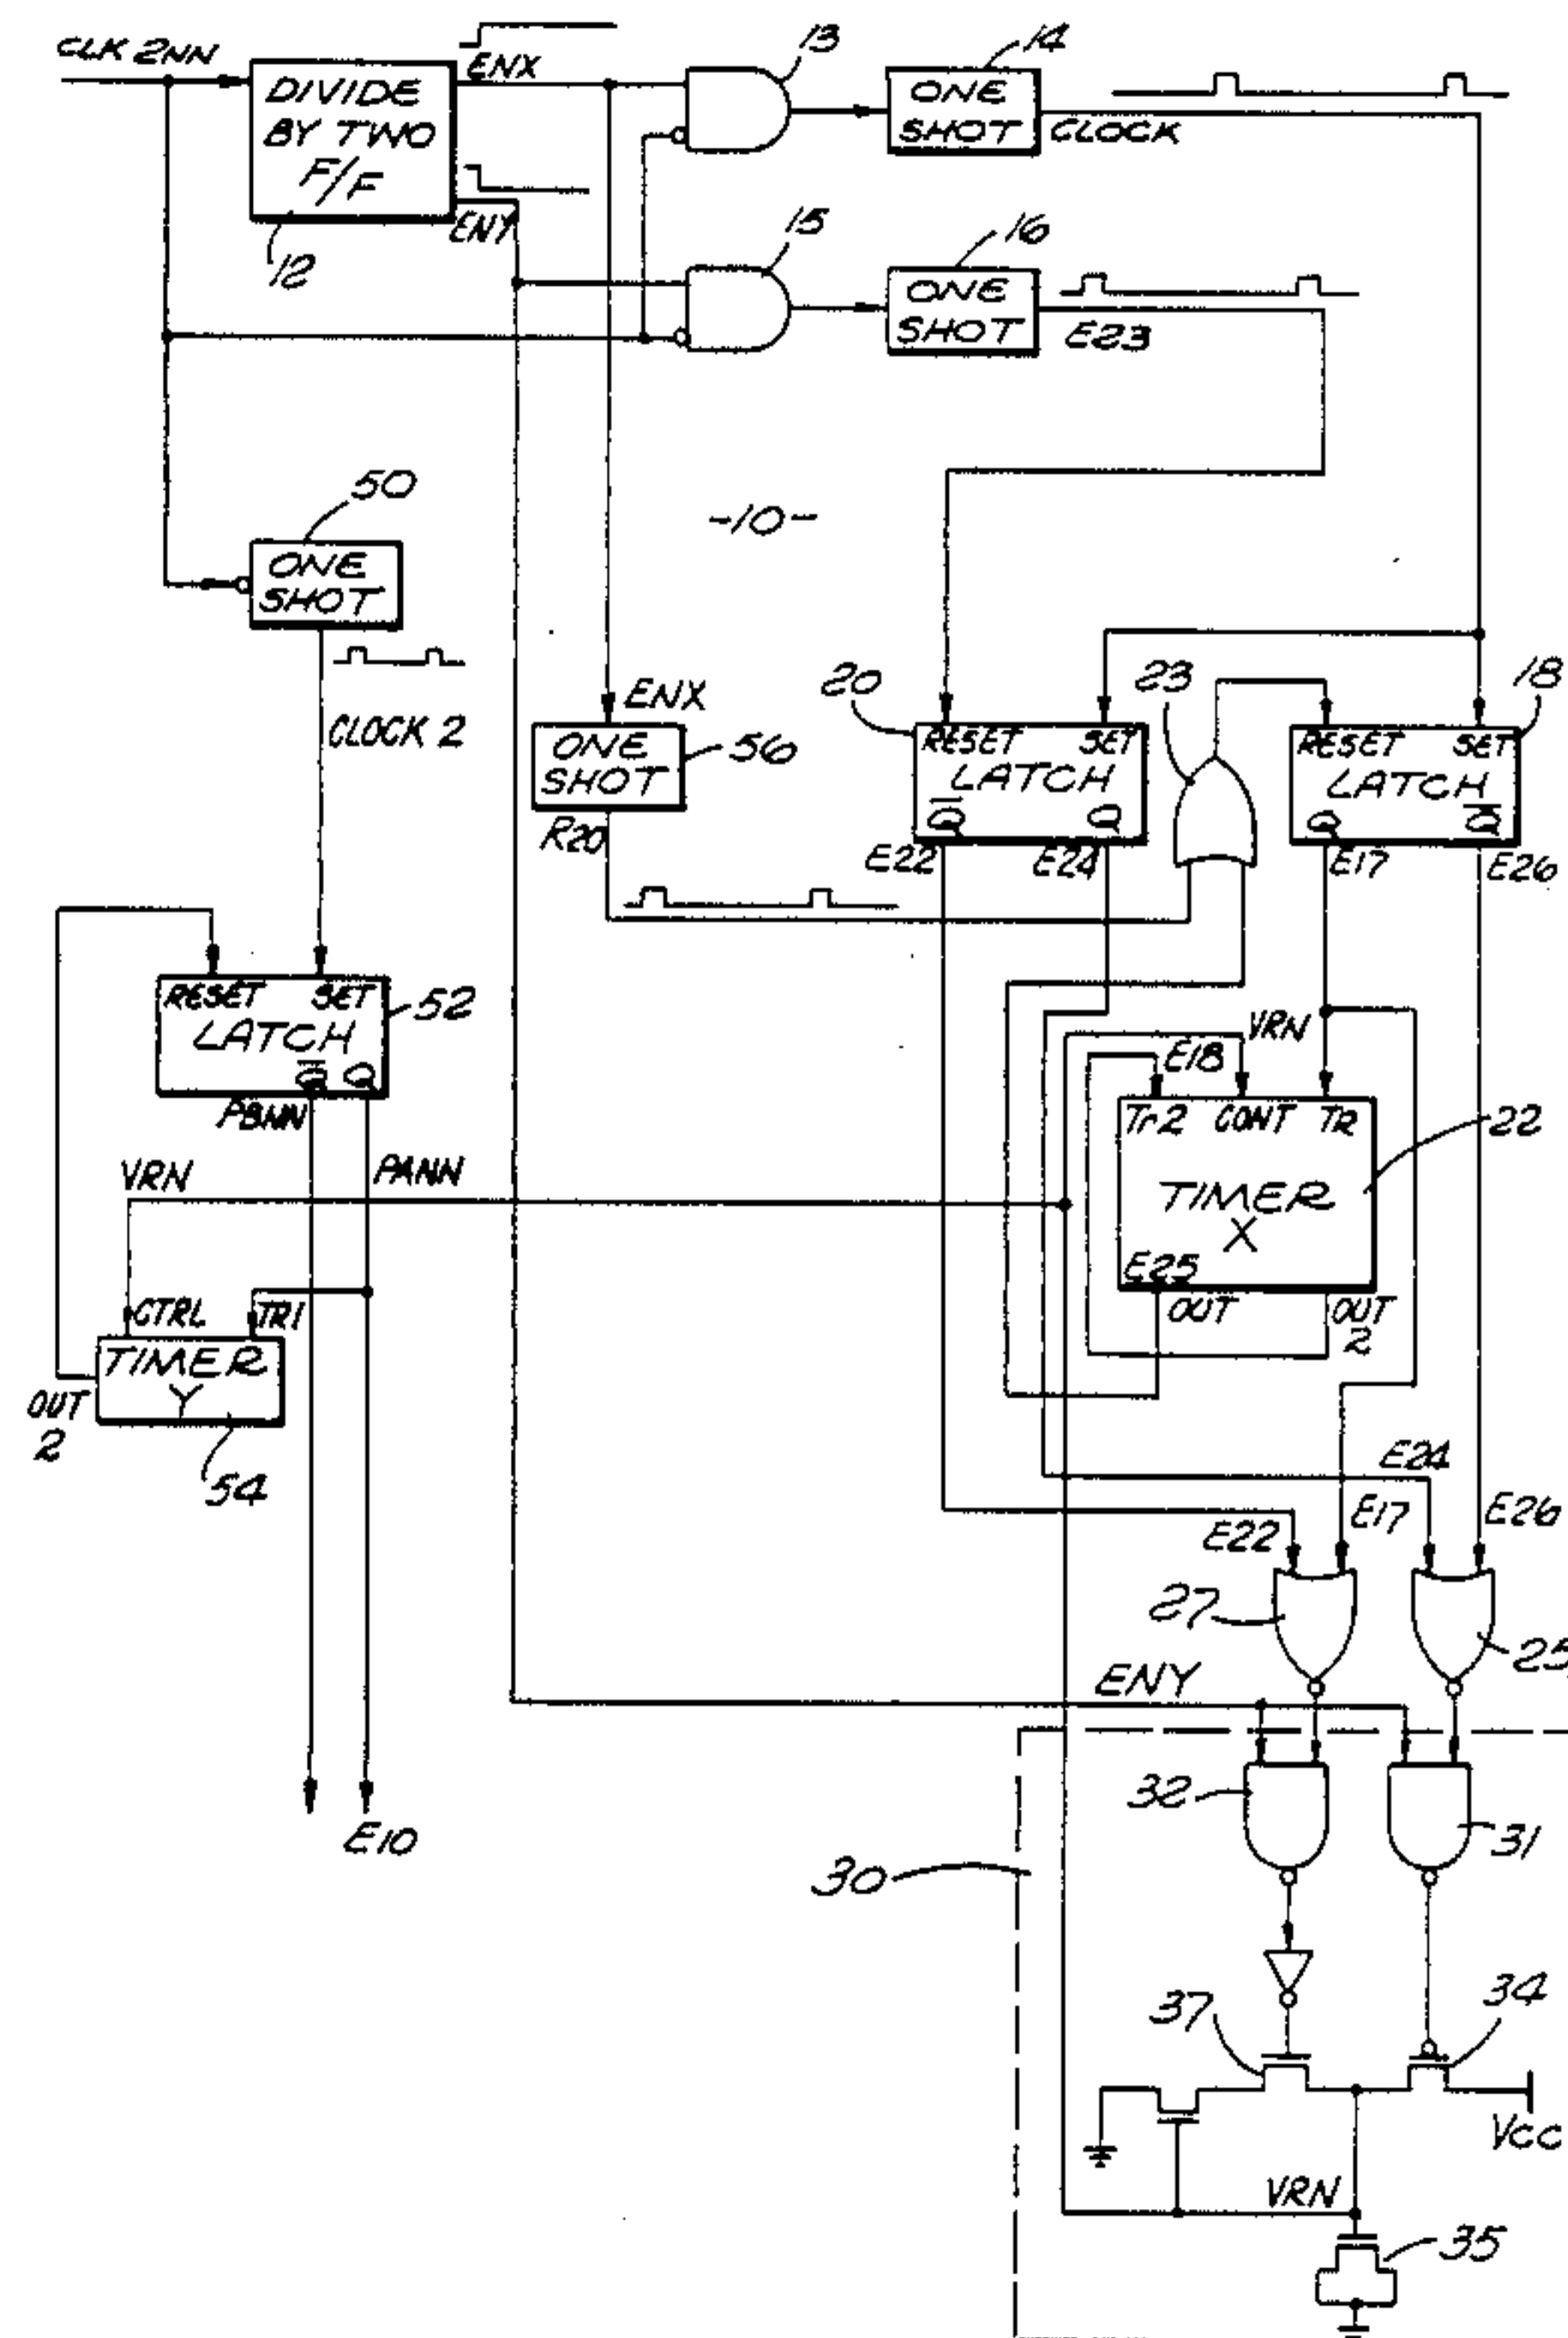 CLK 2NN
DIVIDE
BY TWO
F/F
12
ENX
ENY
13
14
ONE
SHOT
CLOCK
15
16
ONE
SHOT
E23
50
ONE
SHOT
-10-
CLOCK 2
ENX
ONE
SHOT
56
R20
20
RESET SET
LATCH
Q Q
E22 E24
23
18
RESET SET
LATCH
Q Q
E17 E26
RESET SET
LATCH
Q Q
52
PBNN
PANN
VRN
VRN
E18
Tr2 CONT TR
TIMER
X
E25
OUT
OUT
2
22
CTRL TRI
TIMER
Y
OUT
2
54
E24
E22
E17
E26
27
25
ENY
E10
30
32
31
37
34
VCC
VRN
35